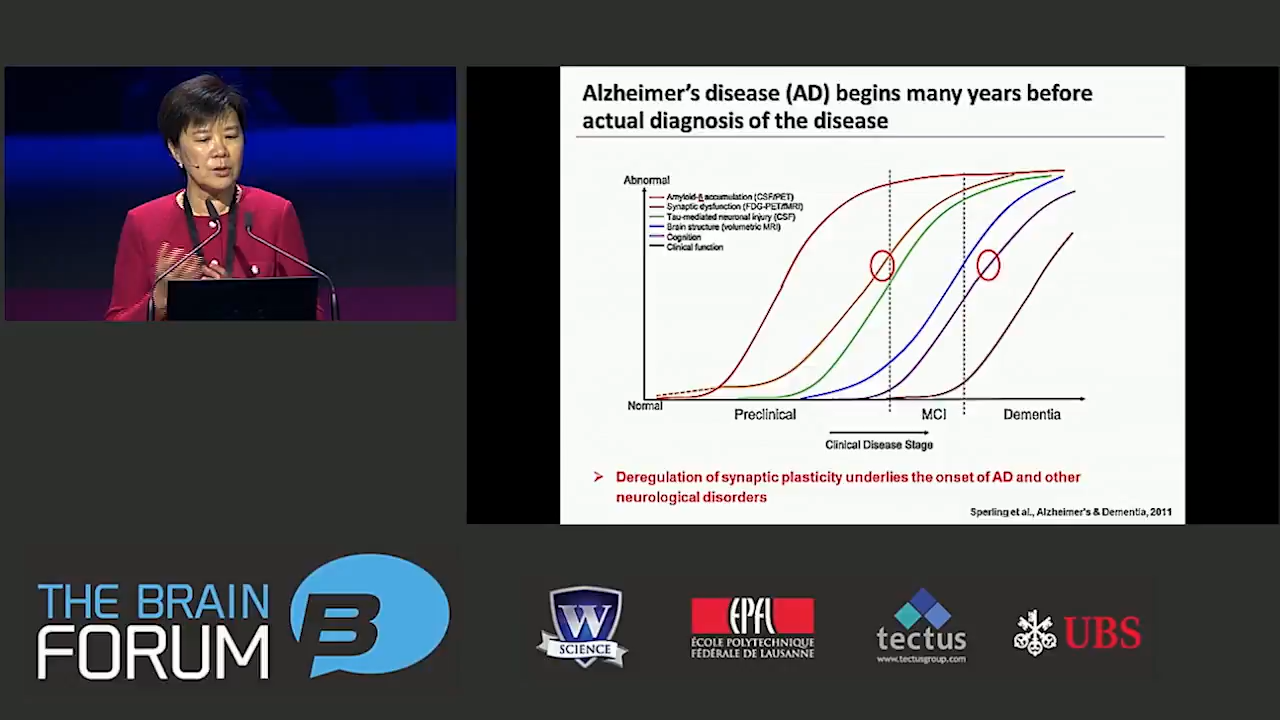 Alzheimer's disease (AD) begins many years before
actual diagnosis of the disease
Abnormal
Amyloid-β accumulation (CSF/PET)
Synaptic dysfunction (FDG-PET/fMRI)
Tau-mediated neuronal injury (CSF)
Brain structure (volumetric MRI)
Cognition
Clinical function
Normal
Preclinical
MCI
Dementia
Clinical Disease Stage
➢ Deregulation of synaptic plasticity underlies the onset of AD and other
neurological disorders
Sperling et al., Alzheimer's & Dementia, 2011
THE BRAIN
FORUM
B
W
SCIENCE
EPFL
ÉCOLE POLYTECHNIQUE
FÉDÉRALE DE LAUSANNE
tectus
www.tectusgroup.com
UBS